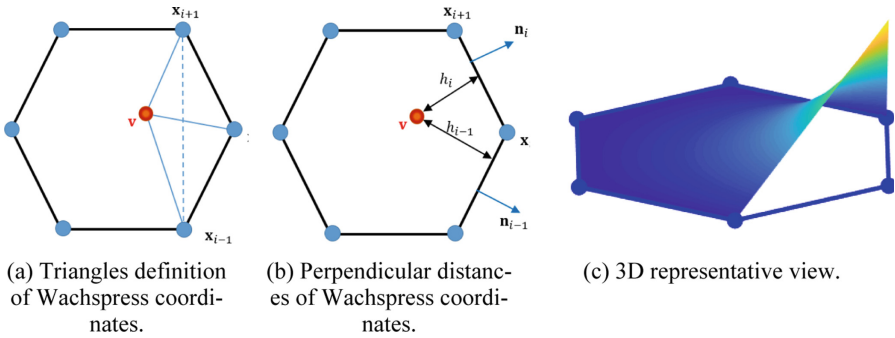 x_{i+1}
v
x_{i-1}
x_{i+1}
n_i
h_i
h_{i-1}
v
x
n_{i-1}
(a) Triangles definition
of Wachspress coordi-
nates.
(b) Perpendicular distanc-
es of Wachspress coordi-
nates.
(c) 3D representative view.